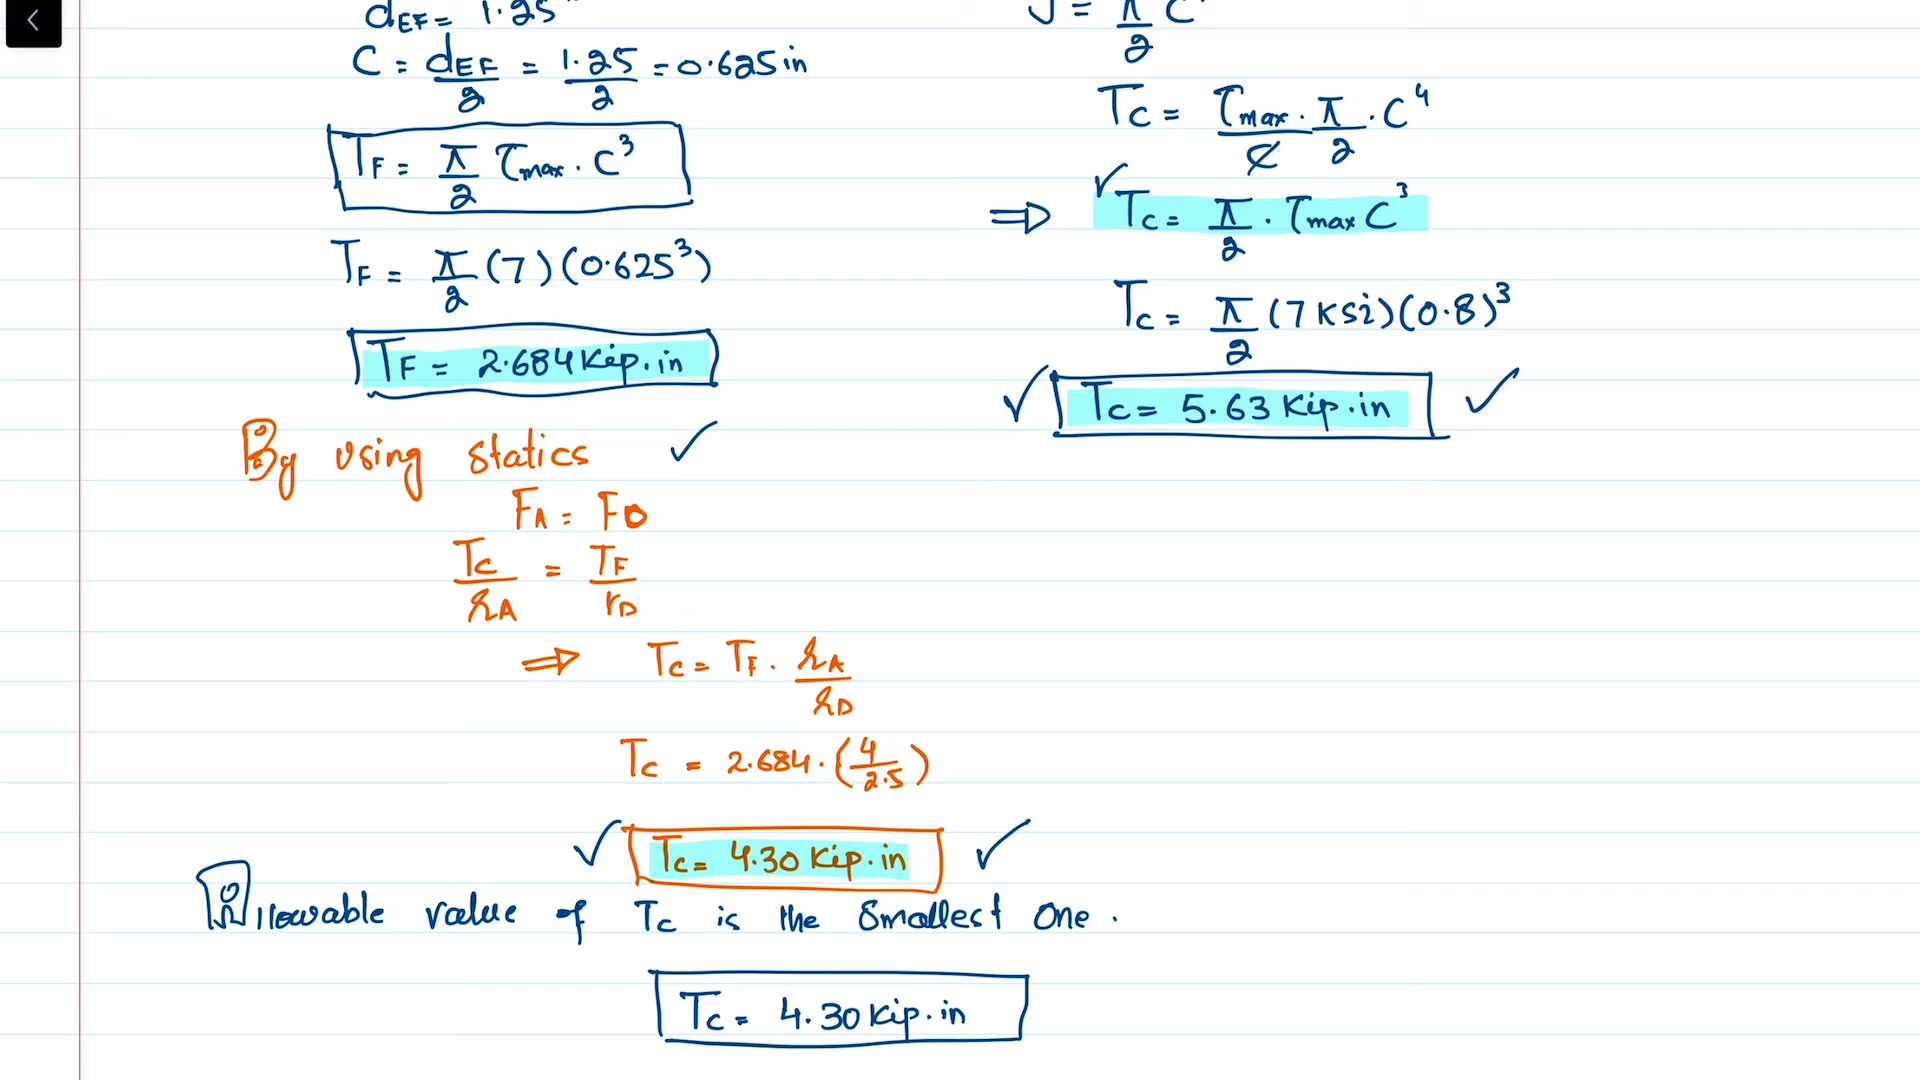 dEF = 1.25"
C = dEF/2 = 1.25/2 = 0.625in
TF = π/2 τmax . C³
TF = π/2 (7)(0.625³)
TF = 2.684 Kip.in
By using statics ✓
FA = FD
Tc/rA = TF/rD
⇒ Tc = TF . rA/rD
Tc = 2.684 . (4/2.5)
✓ Tc = 4.30 Kip.in ✓
Allowable value of Tc is the Smallest One .
Tc = 4.30 Kip.in
J = π/2 C
Tc = τmax . π/2 . C⁴ / C
⇒ ✓ Tc = π/2 . τmax C³
Tc = π/2 (7 Ksi)(0.8)³
✓ Tc = 5.63 Kip.in ✓